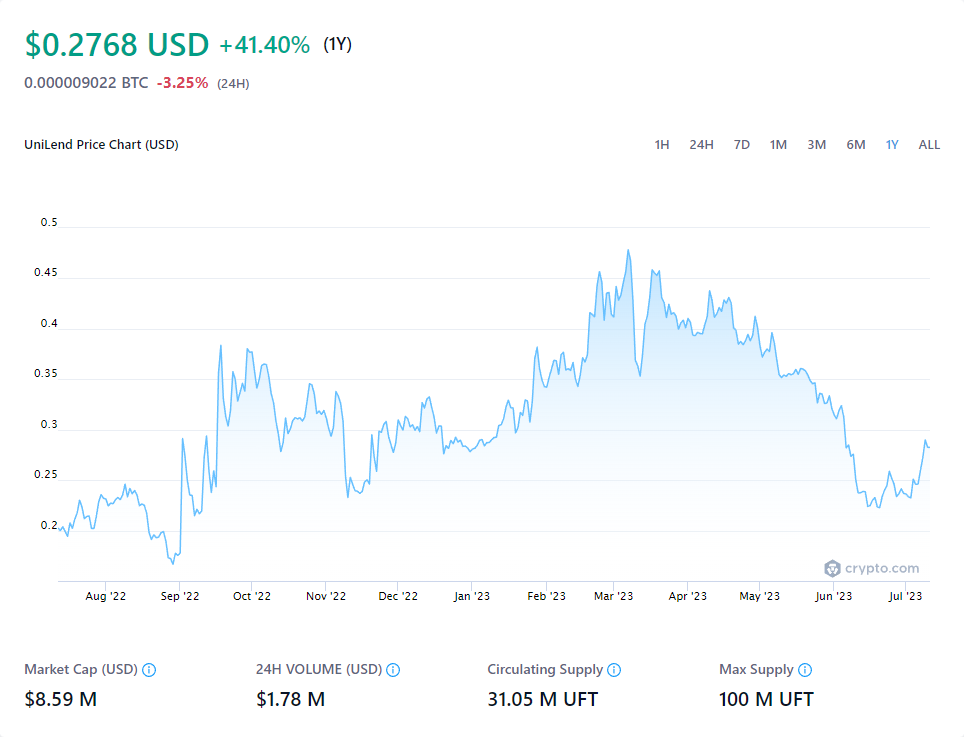 $0.2768 USD +41.40% (1Y)
0.000009022 BTC -3.25% (24H)
UniLend Price Chart (USD) 1H 24H 7D 1M 3M 6M 1Y ALL
0.5
0.45
0.4
0.35
0.3
0.25
0.2
crypto.com
Aug '22 Sep '22 Oct '22 Nov '22 Dec '22 Jan '23 Feb '23 Mar '23 Apr '23 May '23 Jun '23 Jul '23
Market Cap (USD) 24H VOLUME (USD) Circulating Supply Max Supply
$8.59 M $1.78 M 31.05 M UFT 100 M UFT